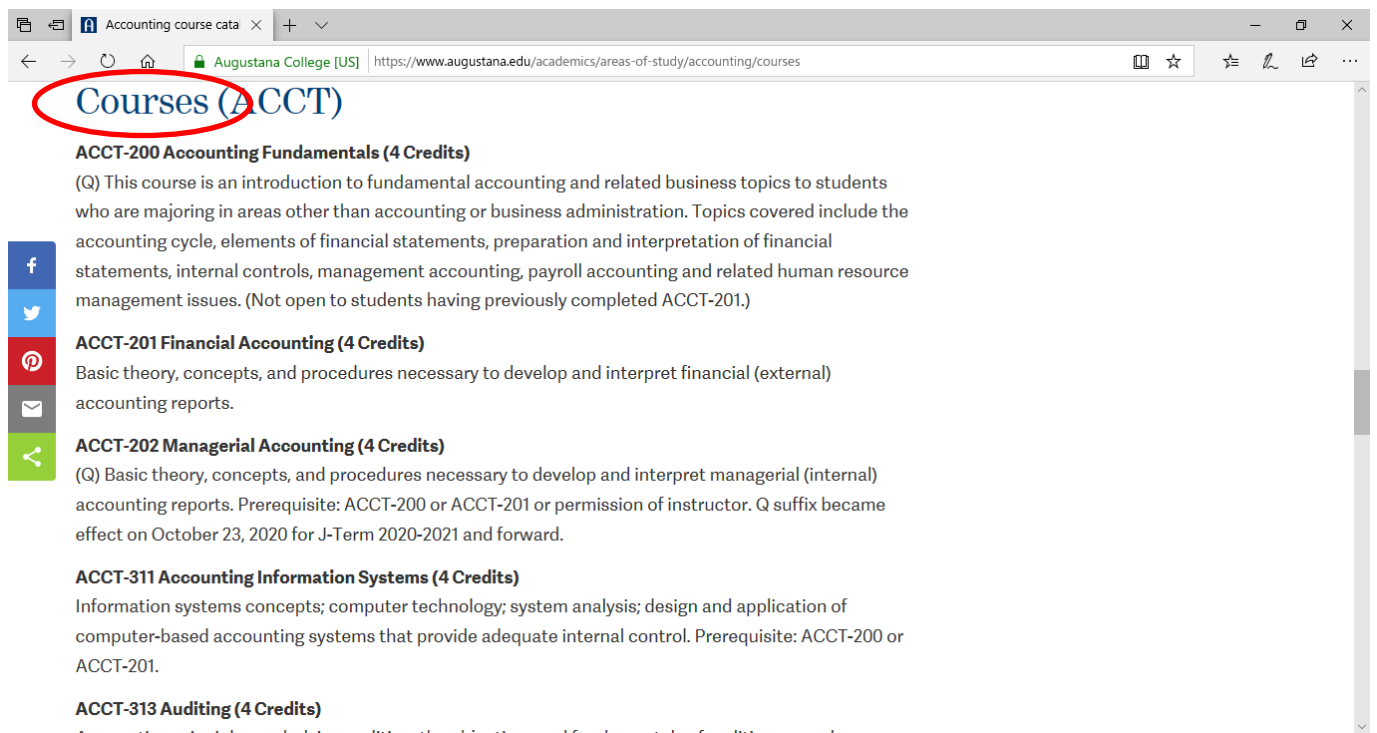 Accounting course cata
Augustana College [US] https://www.augustana.edu/academics/areas-of-study/accounting/courses
Courses (ACCT)
ACCT-200 Accounting Fundamentals (4 Credits)
(Q) This course is an introduction to fundamental accounting and related business topics to students
who are majoring in areas other than accounting or business administration. Topics covered include the
accounting cycle, elements of financial statements, preparation and interpretation of financial
statements, internal controls, management accounting, payroll accounting and related human resource
management issues. (Not open to students having previously completed ACCT-201.)
ACCT-201 Financial Accounting (4 Credits)
Basic theory, concepts, and procedures necessary to develop and interpret financial (external)
accounting reports.
ACCT-202 Managerial Accounting (4 Credits)
(Q) Basic theory, concepts, and procedures necessary to develop and interpret managerial (internal)
accounting reports. Prerequisite: ACCT-200 or ACCT-201 or permission of instructor. Q suffix became
effect on October 23, 2020 for J-Term 2020-2021 and forward.
ACCT-311 Accounting Information Systems (4 Credits)
Information systems concepts; computer technology; system analysis; design and application of
computer-based accounting systems that provide adequate internal control. Prerequisite: ACCT-200 or
ACCT-201.
ACCT-313 Auditing (4 Credits)